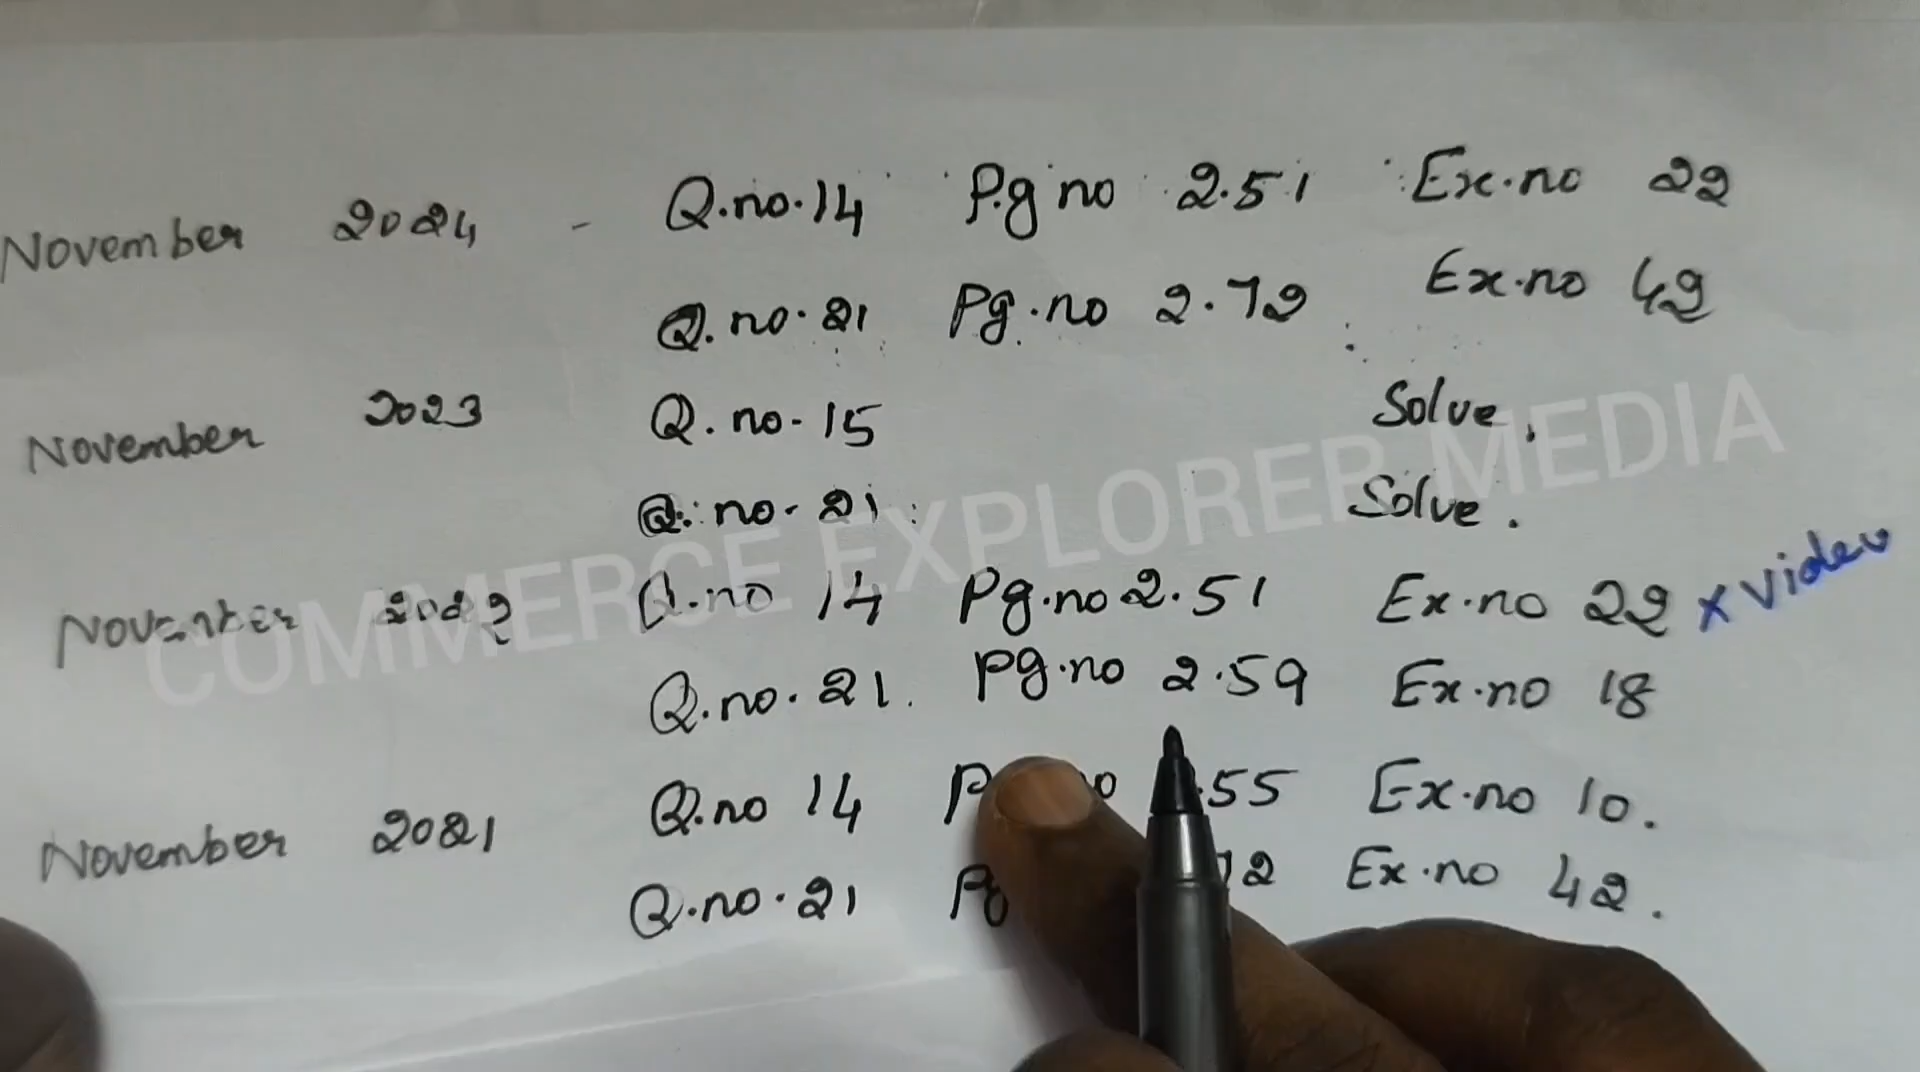 November 2024 - Q.no.14 P.g no 2.51 Ex.no 22
Q.no.21 Pg.no 2.72 Ex.no 42
November 2023 Q.no-15 Solve.
Q.no-21 Solve.
November 2022 Q.no 14 Pg.no 2.51 Ex.no 22 x video
Q.no.21. Pg.no 2.59 Ex.no 18
November 2021 Q.no 14 .55 Ex.no 10.
Q.no.21 Ex.no 42.
COMMERCE EXPLORER MEDIA